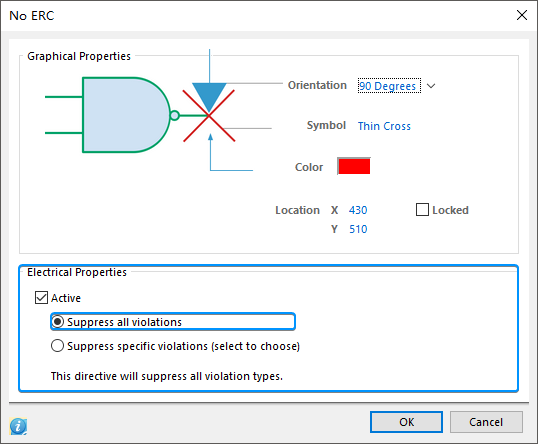 No ERC
Graphical Properties
Orientation 90 Degrees
Symbol Thin Cross
Color
Location X 430 Locked
Y 510
Electrical Properties
Active
Suppress all violations
Suppress specific violations (select to choose)
This directive will suppress all violation types.
OK Cancel